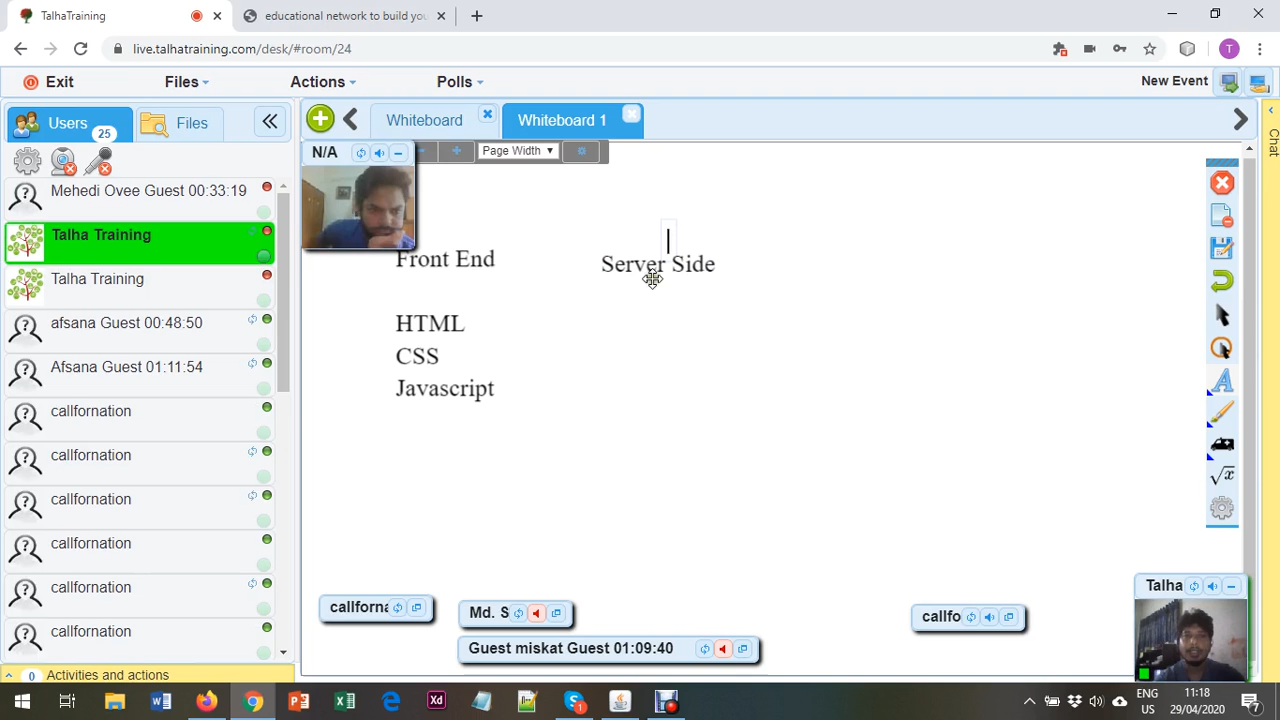 TalhaTraining
educational network to build you
live.talhatraining.com/desk/#room/24
T
Exit
Files
Actions
Polls
New Event
Users
25
Files
Whiteboard
Whiteboard 1
Chat
N/A
Page Width
Mehedi Ovee Guest 00:33:19
Talha Training
Talha Training
afsana Guest 00:48:50
Afsana Guest 01:11:54
callfornation
callfornation
callfornation
callfornation
callfornation
callfornation
Front End
Server Side
HTML
CSS
Javascript
callforna
Md. S
callfo
Talha
Guest miskat Guest 01:09:40
0 Activities and actions
ENG
US
11:18
29/04/2020
7